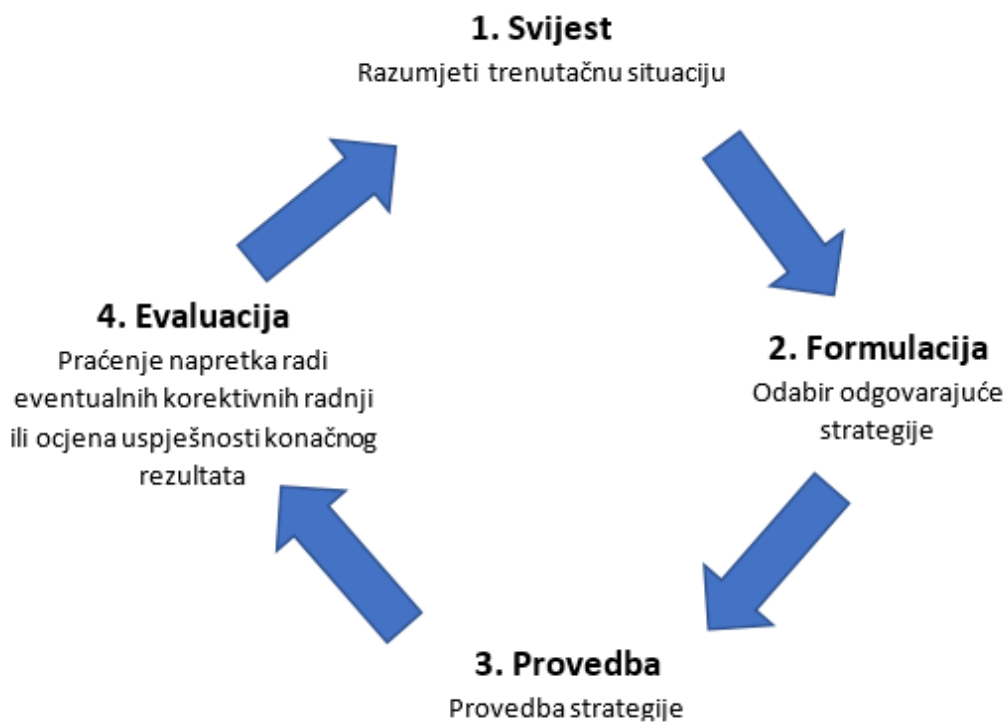 1. Svijest
Razumjeti trenutačnu situaciju
2. Formulacija
Odabir odgovarajuće
strategije
3. Provedba
Provedba strategije
4. Evaluacija
Praćenje napretka radi
eventualnih korektivnih radnji
ili ocjena uspješnosti konačnog
rezultata